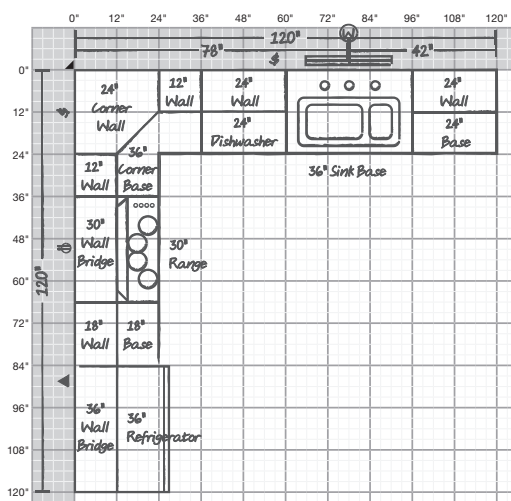 0" 12" 24" 36" 48" 60" 72" 84" 96" 108" 120"
120"
78" 42"
W
0"
12"
24"
36"
48"
60"
72"
84"
96"
108"
120"
120"
24"
Corner
Wall
12"
Wall
24"
Wall
24"
Dishwasher
24"
Wall
24"
Base
36" Sink Base
12"
Wall
36"
Corner
Base
30"
Wall
Bridge
30"
Range
18"
Wall
18"
Base
36"
Wall
Bridge
36"
Refrigerator